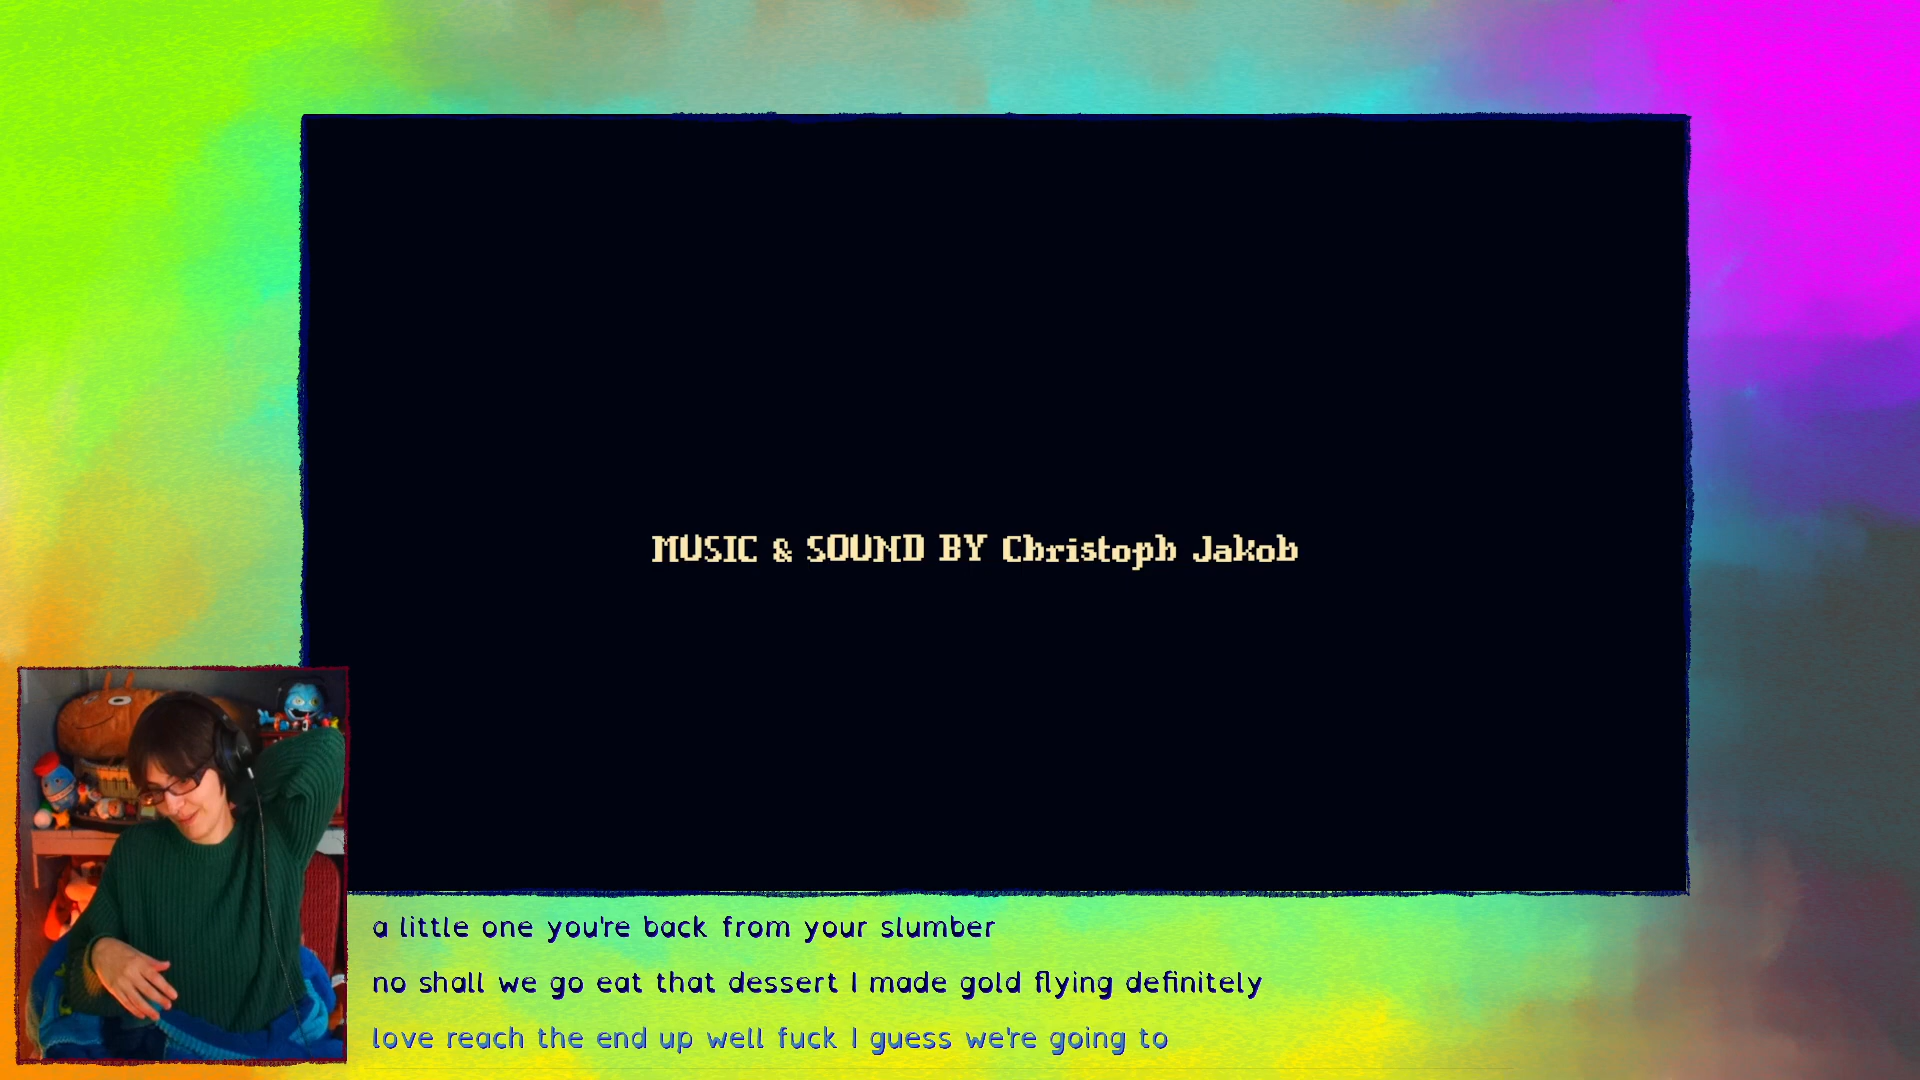 MUSIC & SOUND BY Christoph Jakob
a little one you're back from your slumber
no shall we go eat that dessert I made gold flying definitely
love reach the end up well fuck I guess we're going to